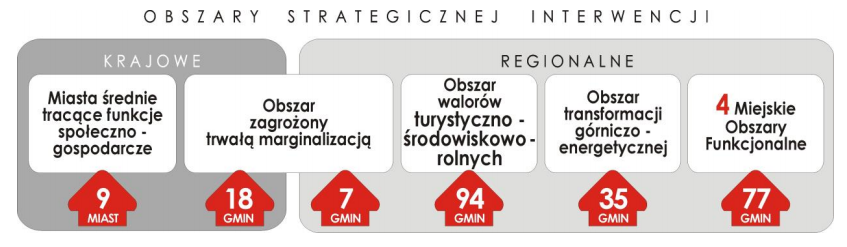 OBSZARY STRATEGICZNEJ INTERWENCJI
KRAJOWE
REGIONALNE
Miasta średnie
tracące funkcje
społeczno -
gospodarcze
Obszar
zagrożony
trwałą marginalizacją
Obszar
walorów
turystyczno -
środowiskowo -
rolnych
Obszar
transformacji
górniczo -
energetycznej
4 Miejskie
Obszary
Funkcjonalne
9
MIAST
18
GMIN
7
GMIN
94
GMIN
35
GMIN
77
GMIN